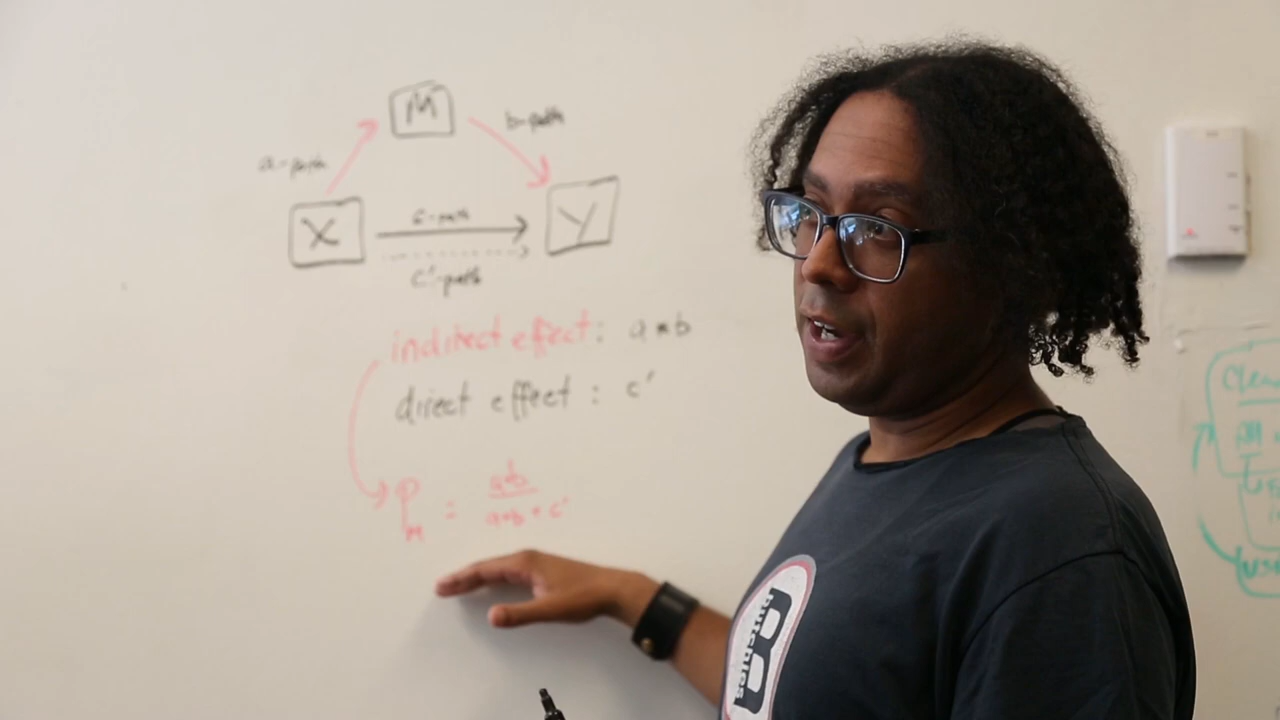 M
a-path
b-path
X
c-path
Y
c'-path
indirect effect: a*b
direct effect: c'
P = a*b
M a*b + c'